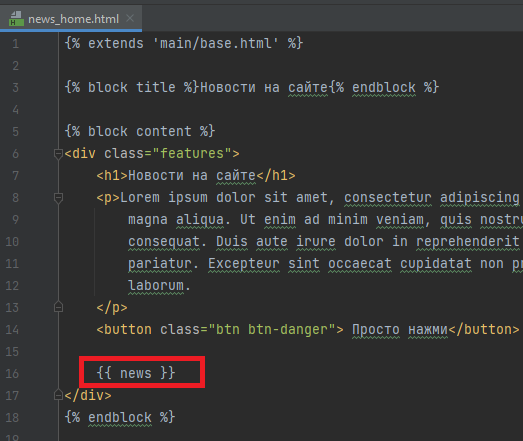 news_home.html
1 {% extends 'main/base.html' %}
2
3 {% block title %}Новости на сайте{% endblock %}
4
5 {% block content %}
6 <div class="features">
7 <h1>Новости на сайте</h1>
8 <p>Lorem ipsum dolor sit amet, consectetur adipiscing
9 magna aliqua. Ut enim ad minim veniam, quis nostru
10 consequat. Duis aute irure dolor in reprehenderit
11 pariatur. Excepteur sint occaecat cupidatat non pr
12 laborum.
13 </p>
14 <button class="btn btn-danger"> Просто нажми</button>
15
16 {{ news }}
17 </div>
18 {% endblock %}